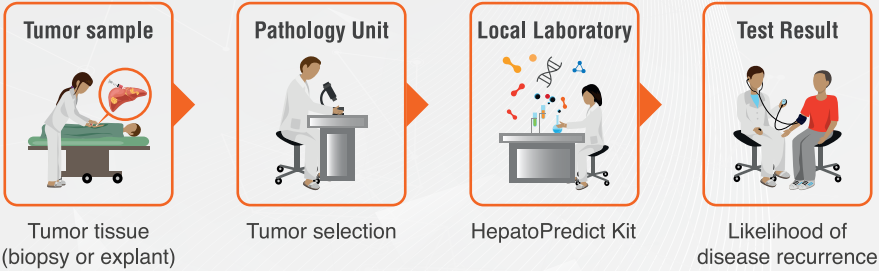 Tumor sample
Pathology Unit
Local Laboratory
Test Result
Tumor tissue
(biopsy or explant)
Tumor selection
HepatoPredict Kit
Likelihood of
disease recurrence